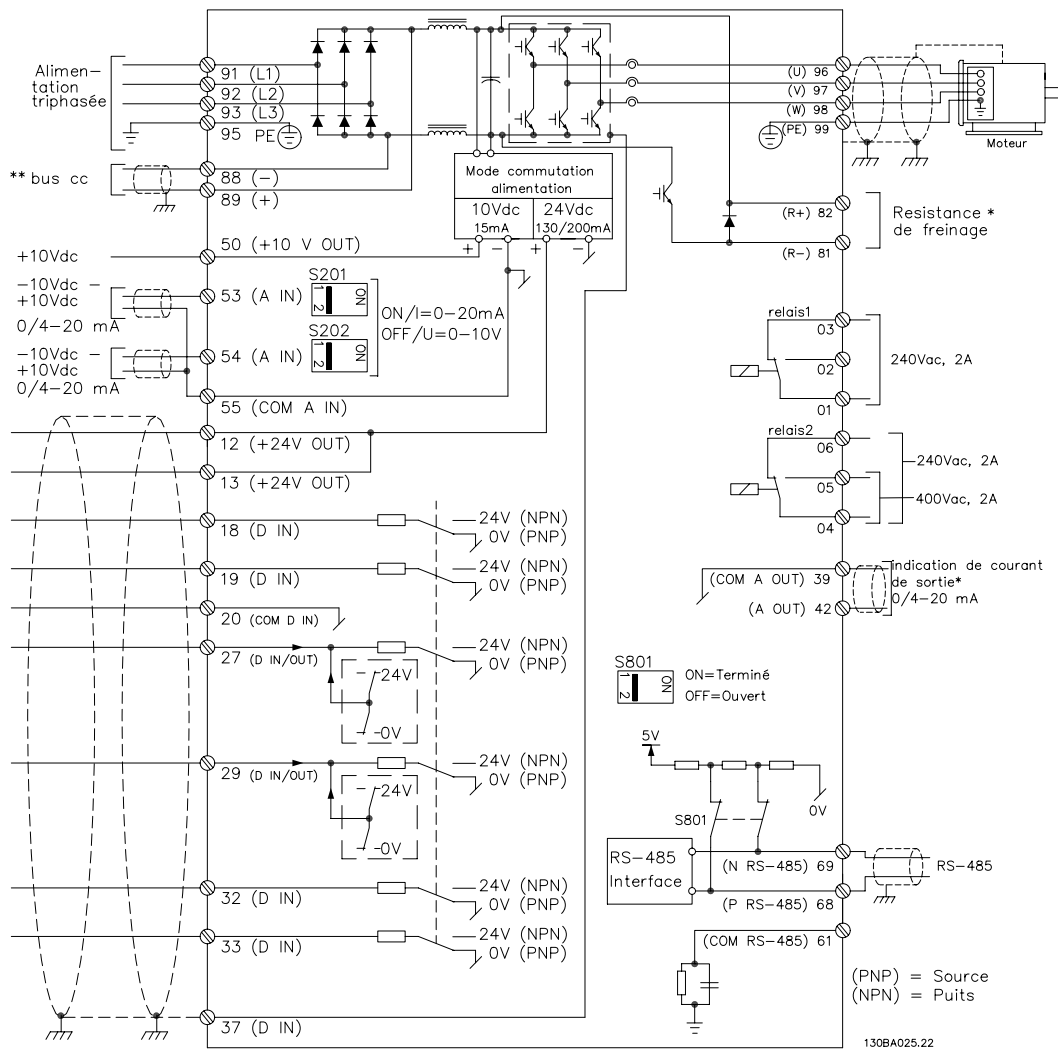 Alimen-
tation
triphasée
91 (L1)
92 (L2)
93 (L3)
95 PE
** bus cc
88 (-)
89 (+)
50 (+10 V OUT)
+10Vdc
-10Vdc -
+10Vdc
0/4-20 mA
53 (A IN)
S201
1 2
ON
ON/I=0-20mA
OFF/U=0-10V
S202
1 2
ON
-10Vdc -
+10Vdc
0/4-20 mA
54 (A IN)
55 (COM A IN)
12 (+24V OUT)
13 (+24V OUT)
18 (D IN)
24V (NPN)
0V (PNP)
19 (D IN)
24V (NPN)
0V (PNP)
20 (COM D IN)
27 (D IN/OUT)
24V (NPN)
0V (PNP)
24V
0V
29 (D IN/OUT)
24V (NPN)
0V (PNP)
24V
0V
32 (D IN)
24V (NPN)
0V (PNP)
33 (D IN)
24V (NPN)
0V (PNP)
37 (D IN)
Mode commutation
alimentation
10Vdc
15mA
24Vdc
130/200mA
+ - + -
(U) 96
(V) 97
(W) 98
(PE) 99
Moteur
(R+) 82
(R-) 81
Resistance *
de freinage
relais1
03
02
01
240Vac, 2A
relais2
06
05
04
240Vac, 2A
400Vac, 2A
(COM A OUT) 39
(A OUT) 42
indication de courant
de sortie*
0/4-20 mA
S801
1 2
ON
ON=Terminé
OFF=Ouvert
5V
0V
S801
RS-485
Interface
(N RS-485) 69
(P RS-485) 68
(COM RS-485) 61
RS-485
(PNP) = Source
(NPN) = Puits
130BA025.22